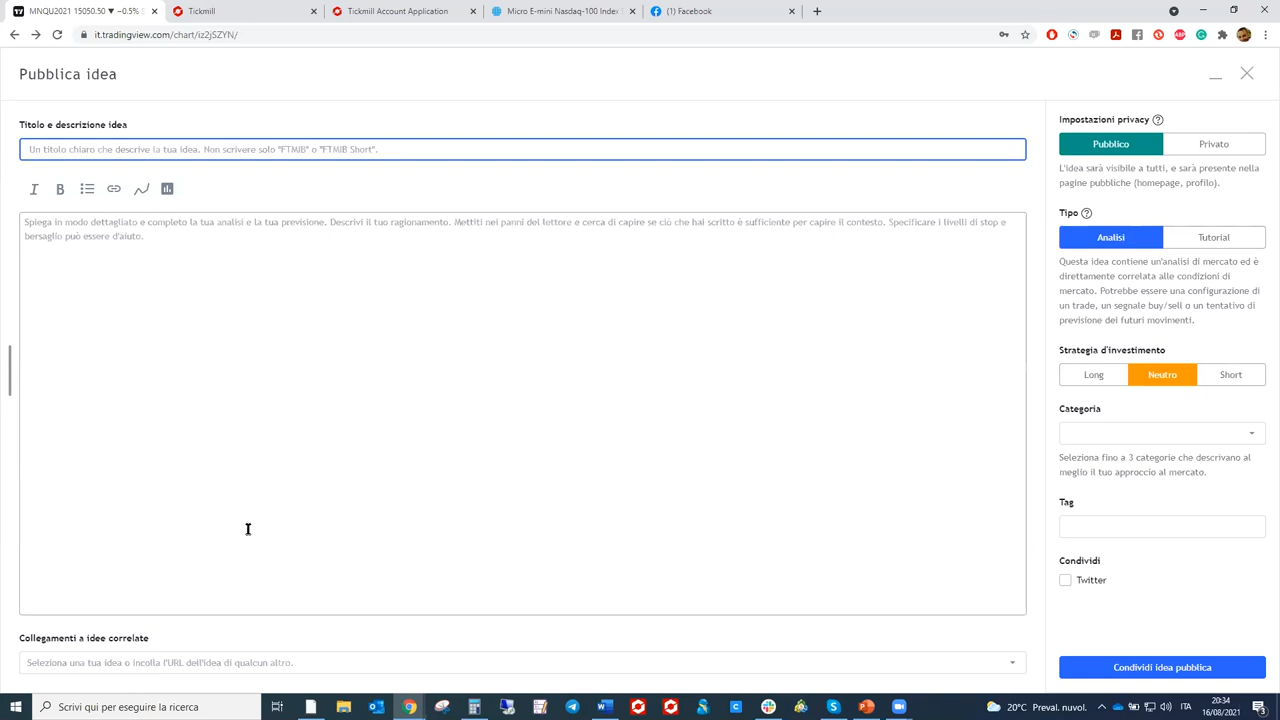 MNQU2021 15050.50 ▼ −0.5% S
Tickmill
Tickmill Account Application
Micro E-mini Nasdaq-100 Index
(1) Facebook
it.tradingview.com/chart/iz2jSZYN/
Pubblica idea
Titolo e descrizione idea
Un titolo chiaro che descrive la tua idea. Non scrivere solo "FTMIB" o "FTMIB Short".
Spiega in modo dettagliato e completo la tua analisi e la tua previsione. Descrivi il tuo ragionamento. Mettiti nei panni del lettore e cerca di capire se ciò che hai scritto è sufficiente per capire il contesto. Specificare i livelli di stop e
bersaglio può essere d'aiuto.
Collegamenti a idee correlate
Seleziona una tua idea o incolla l'URL dell'idea di qualcun altro.
Impostazioni privacy
Pubblico
Privato
L'idea sarà visibile a tutti, e sarà presente nella
pagine pubbliche (homepage, profilo).
Tipo
Analisi
Tutorial
Questa idea contiene un'analisi di mercato ed è
direttamente correlata alle condizioni di
mercato. Potrebbe essere una configurazione di
un trade, un segnale buy/sell o un tentativo di
previsione dei futuri movimenti.
Strategia d'investimento
Long
Neutro
Short
Categoria
Seleziona fino a 3 categorie che descrivano al
meglio il tuo approccio al mercato.
Tag
Condividi
Twitter
Condividi idea pubblica
Scrivi qui per eseguire la ricerca
20°C Preval. nuvol.
ITA
20:34
16/08/2021